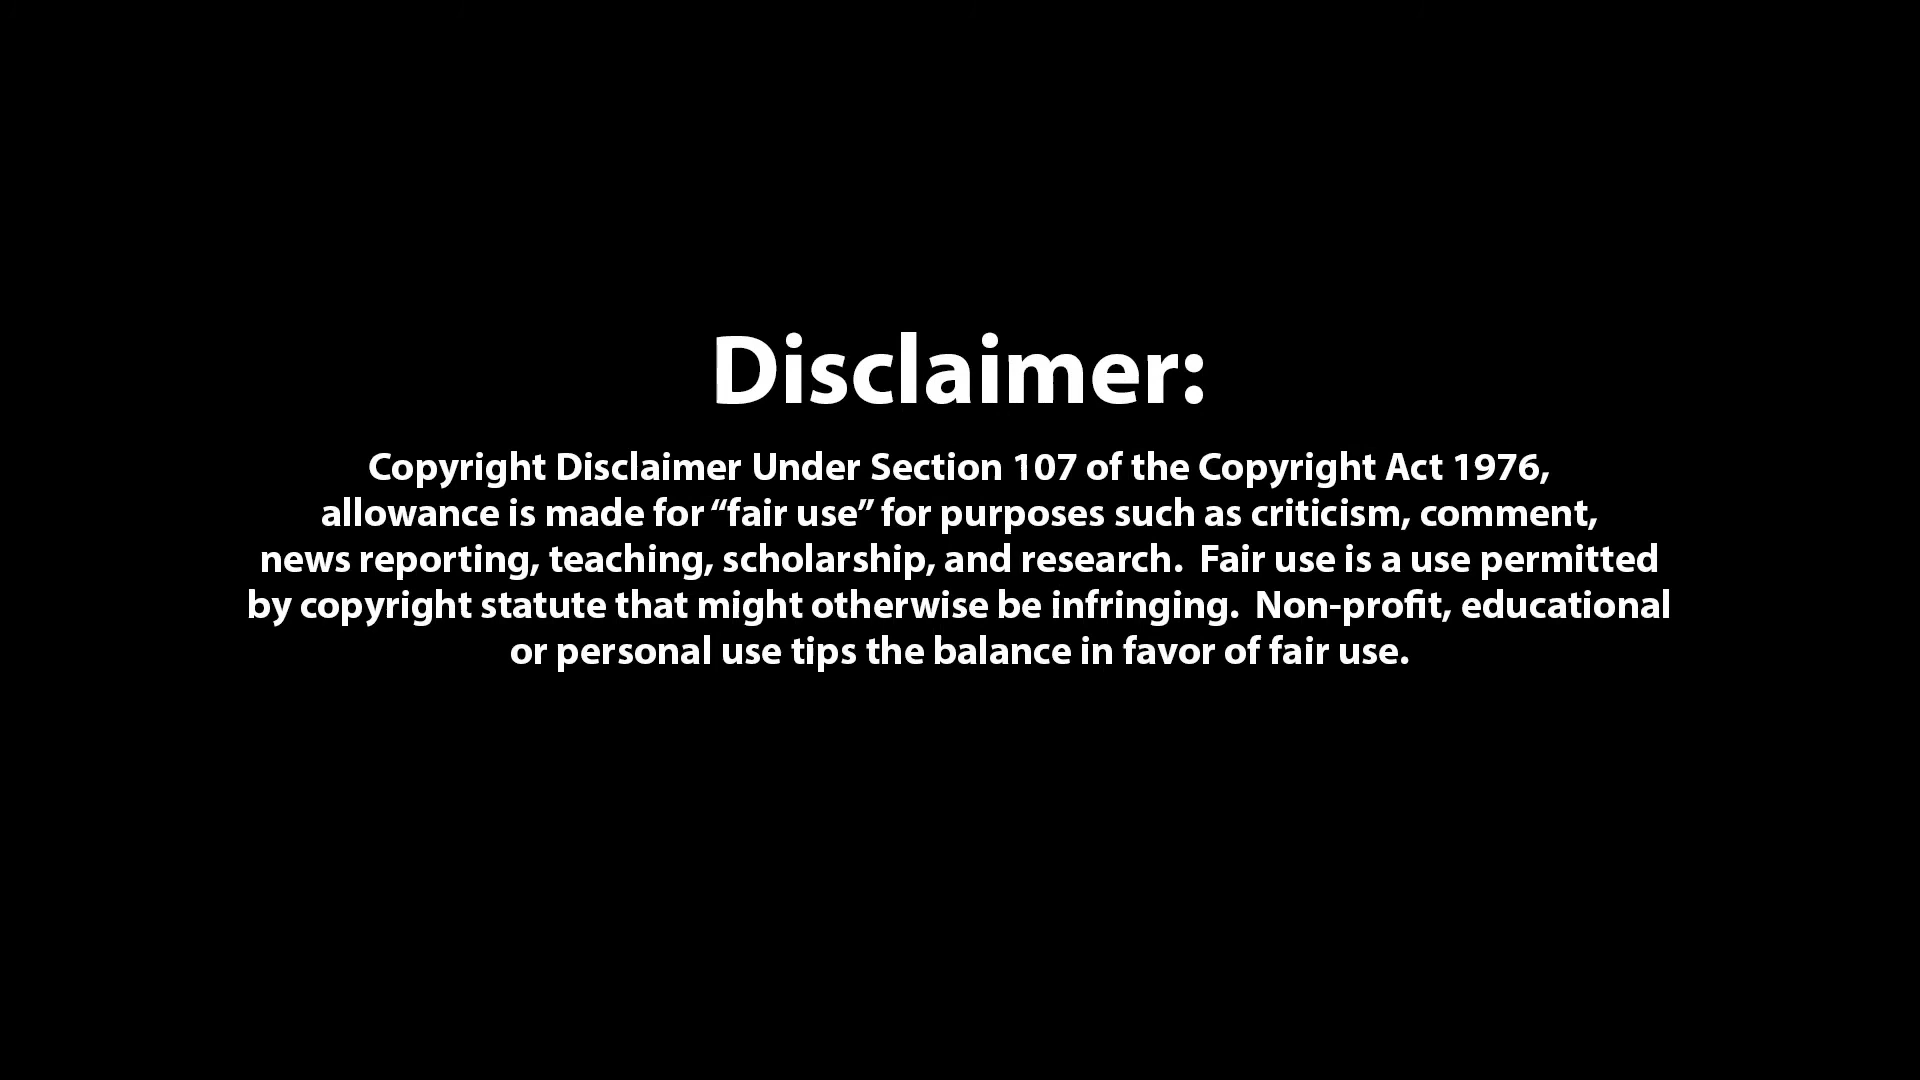 Disclaimer:
Copyright Disclaimer Under Section 107 of the Copyright Act 1976,
allowance is made for “fair use” for purposes such as criticism, comment,
news reporting, teaching, scholarship, and research.  Fair use is a use permitted
by copyright statute that might otherwise be infringing.  Non-profit, educational
or personal use tips the balance in favor of fair use.